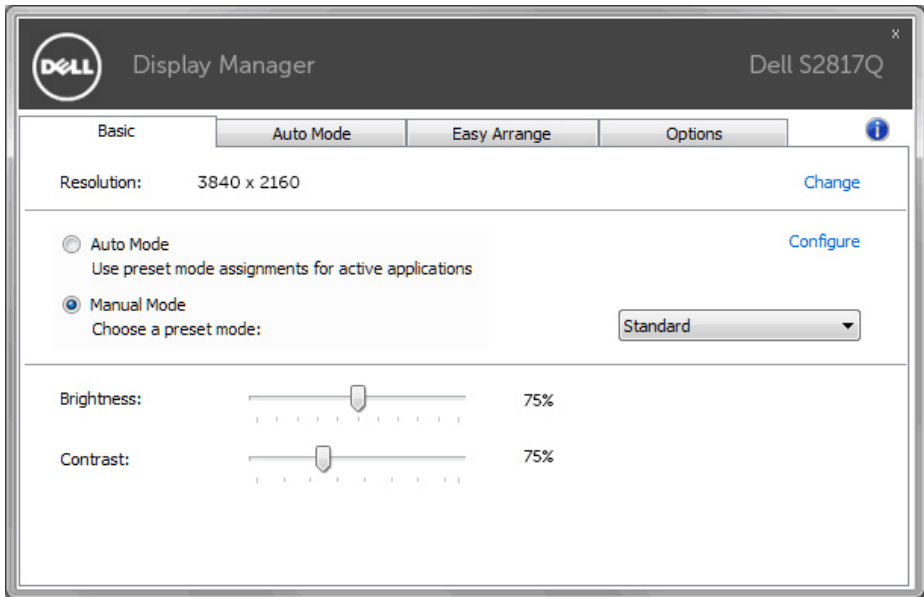 x
DELL Display Manager Dell S2817Q
Basic Auto Mode Easy Arrange Options i
Resolution: 3840 x 2160 Change
Auto Mode Configure
Use preset mode assignments for active applications
Manual Mode
Choose a preset mode: Standard
Brightness: 75%
Contrast: 75%